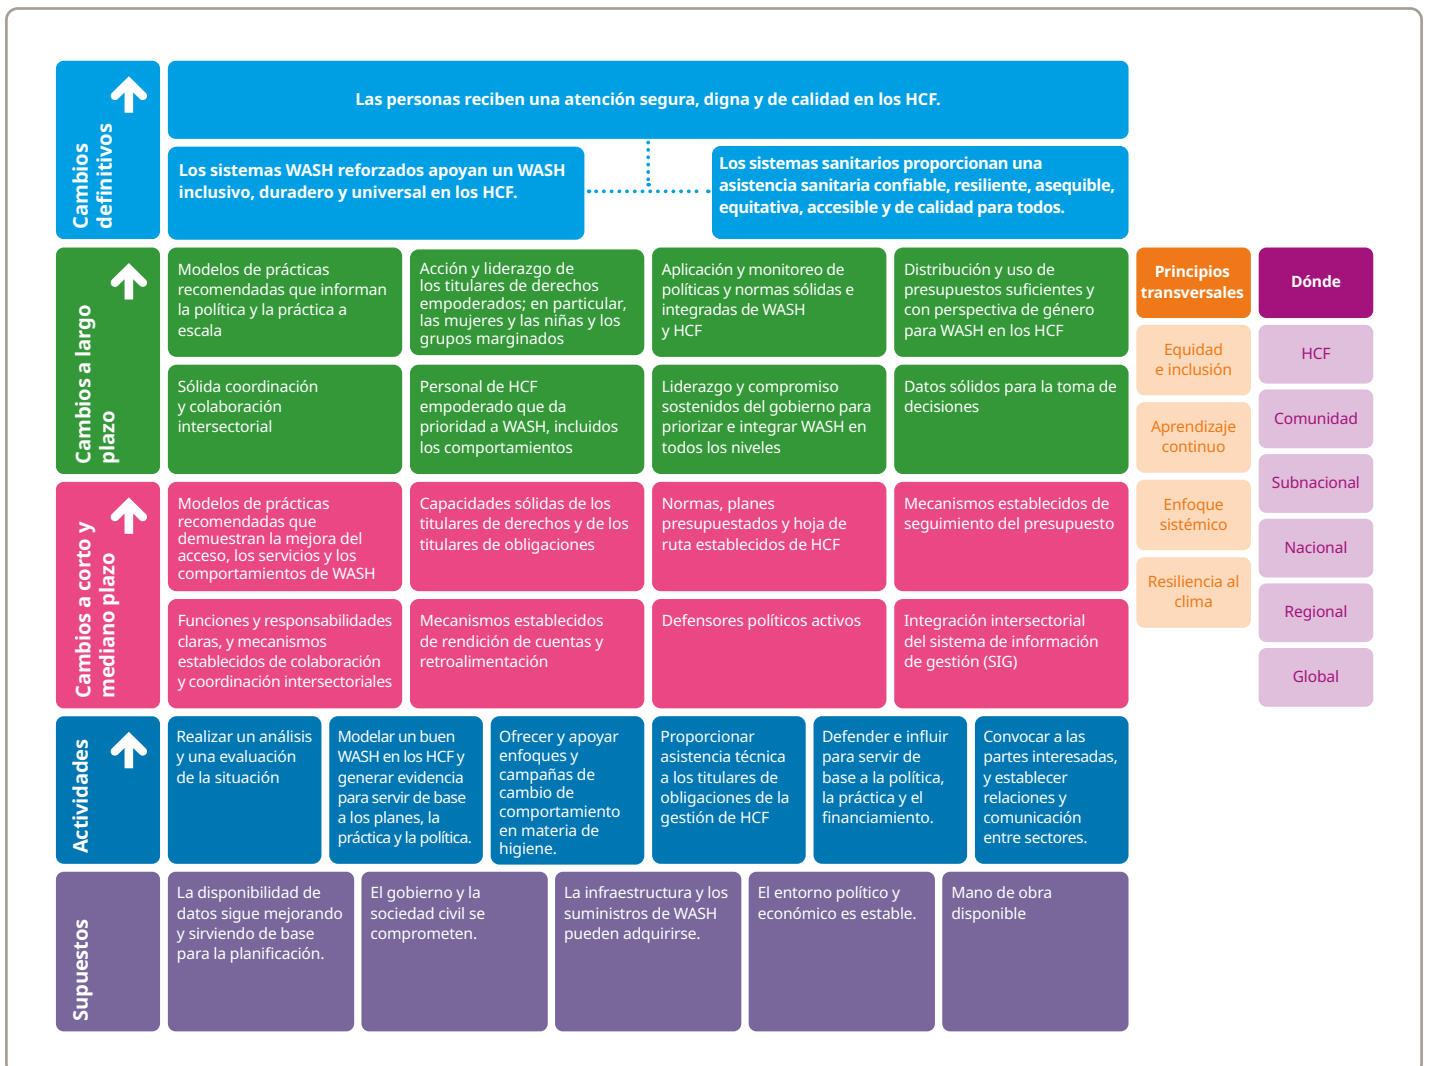 Cambios
definitivos
Las personas reciben una atención segura, digna y de calidad en los HCF.
Los sistemas WASH reforzados apoyan un WASH
inclusivo, duradero y universal en los HCF.
Los sistemas sanitarios proporcionan una
asistencia sanitaria confiable, resiliente, asequible,
equitativa, accesible y de calidad para todos.
Cambios a largo
plazo
Modelos de prácticas
recomendadas que informan
la política y la práctica a
escala
Acción y liderazgo de
los titulares de derechos
empoderados; en particular,
las mujeres y las niñas y los
grupos marginados
Aplicación y monitoreo de
políticas y normas sólidas e
integradas de WASH
y HCF
Distribución y uso de
presupuestos suficientes y
con perspectiva de género
para WASH en los HCF
Sólida coordinación
y colaboración
intersectorial
Personal de HCF
empoderado que da
prioridad a WASH, incluidos
los comportamientos
Liderazgo y compromiso
sostenidos del gobierno para
priorizar e integrar WASH en
todos los niveles
Datos sólidos para la toma de
decisiones
Cambios a corto y
mediano plazo
Modelos de prácticas
recomendadas que
demuestran la mejora del
acceso, los servicios y los
comportamientos de WASH
Capacidades sólidas de los
titulares de derechos y de los
titulares de obligaciones
Normas, planes
presupuestados y hoja de
ruta establecidos de HCF
Mecanismos establecidos de
seguimiento del presupuesto
Funciones y responsabilidades
claras, y mecanismos
establecidos de colaboración
y coordinación intersectoriales
Mecanismos establecidos
de rendición de cuentas y
retroalimentación
Defensores políticos activos
Integración intersectorial
del sistema de información
de gestión (SIG)
Actividades
Realizar un análisis
y una evaluación
de la situación
Modelar un buen
WASH en los HCF y
generar evidencia
para servir de base
a los planes, la
práctica y la política.
Ofrecer y apoyar
enfoques y
campañas de
cambio de
comportamiento
en materia de
higiene.
Proporcionar
asistencia técnica
a los titulares de
obligaciones de la
gestión de HCF
Defender e influir
para servir de
base a la política,
la práctica y el
financiamiento.
Convocar a las
partes interesadas,
y establecer
relaciones y
comunicación
entre sectores.
Supuestos
La disponibilidad de
datos sigue mejorando
y sirviendo de base
para la planificación.
El gobierno y la
sociedad civil se
comprometen.
La infraestructura y los
suministros de WASH
pueden adquirirse.
El entorno político y
económico es estable.
Mano de obra
disponible
Principios
transversales
Equidad
e inclusión
Aprendizaje
continuo
Enfoque
sistémico
Resiliencia al
clima
Dónde
HCF
Comunidad
Subnacional
Nacional
Regional
Global